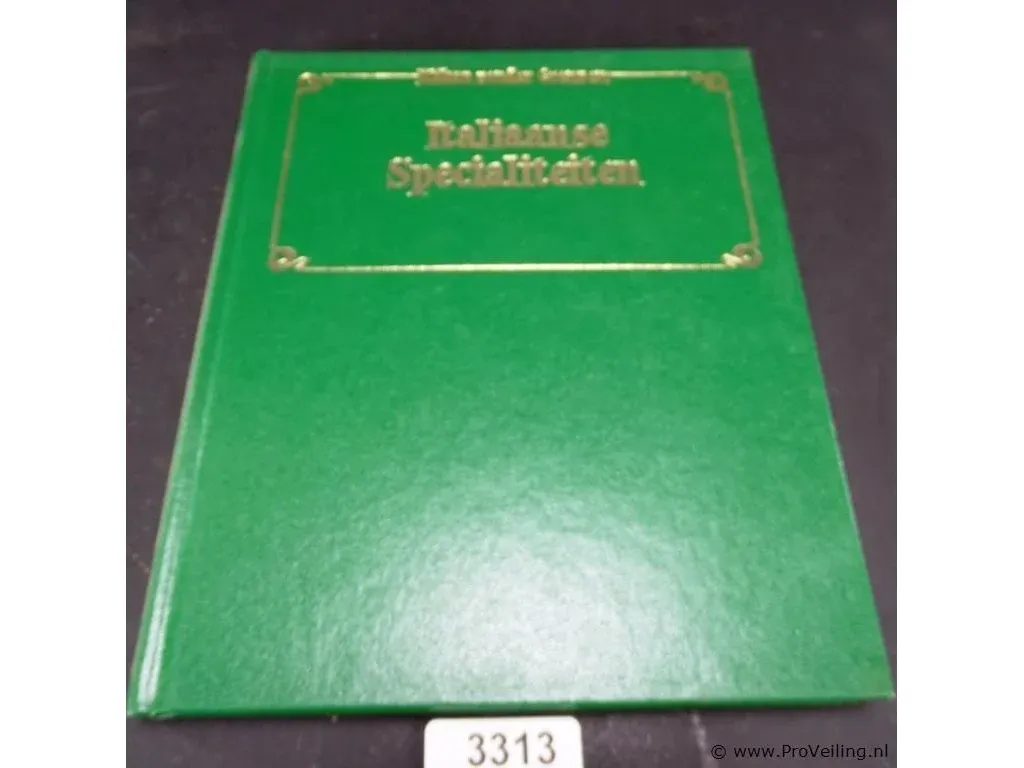 Italiaanse
Specialiteiten
3313
© www.ProVeiling.nl